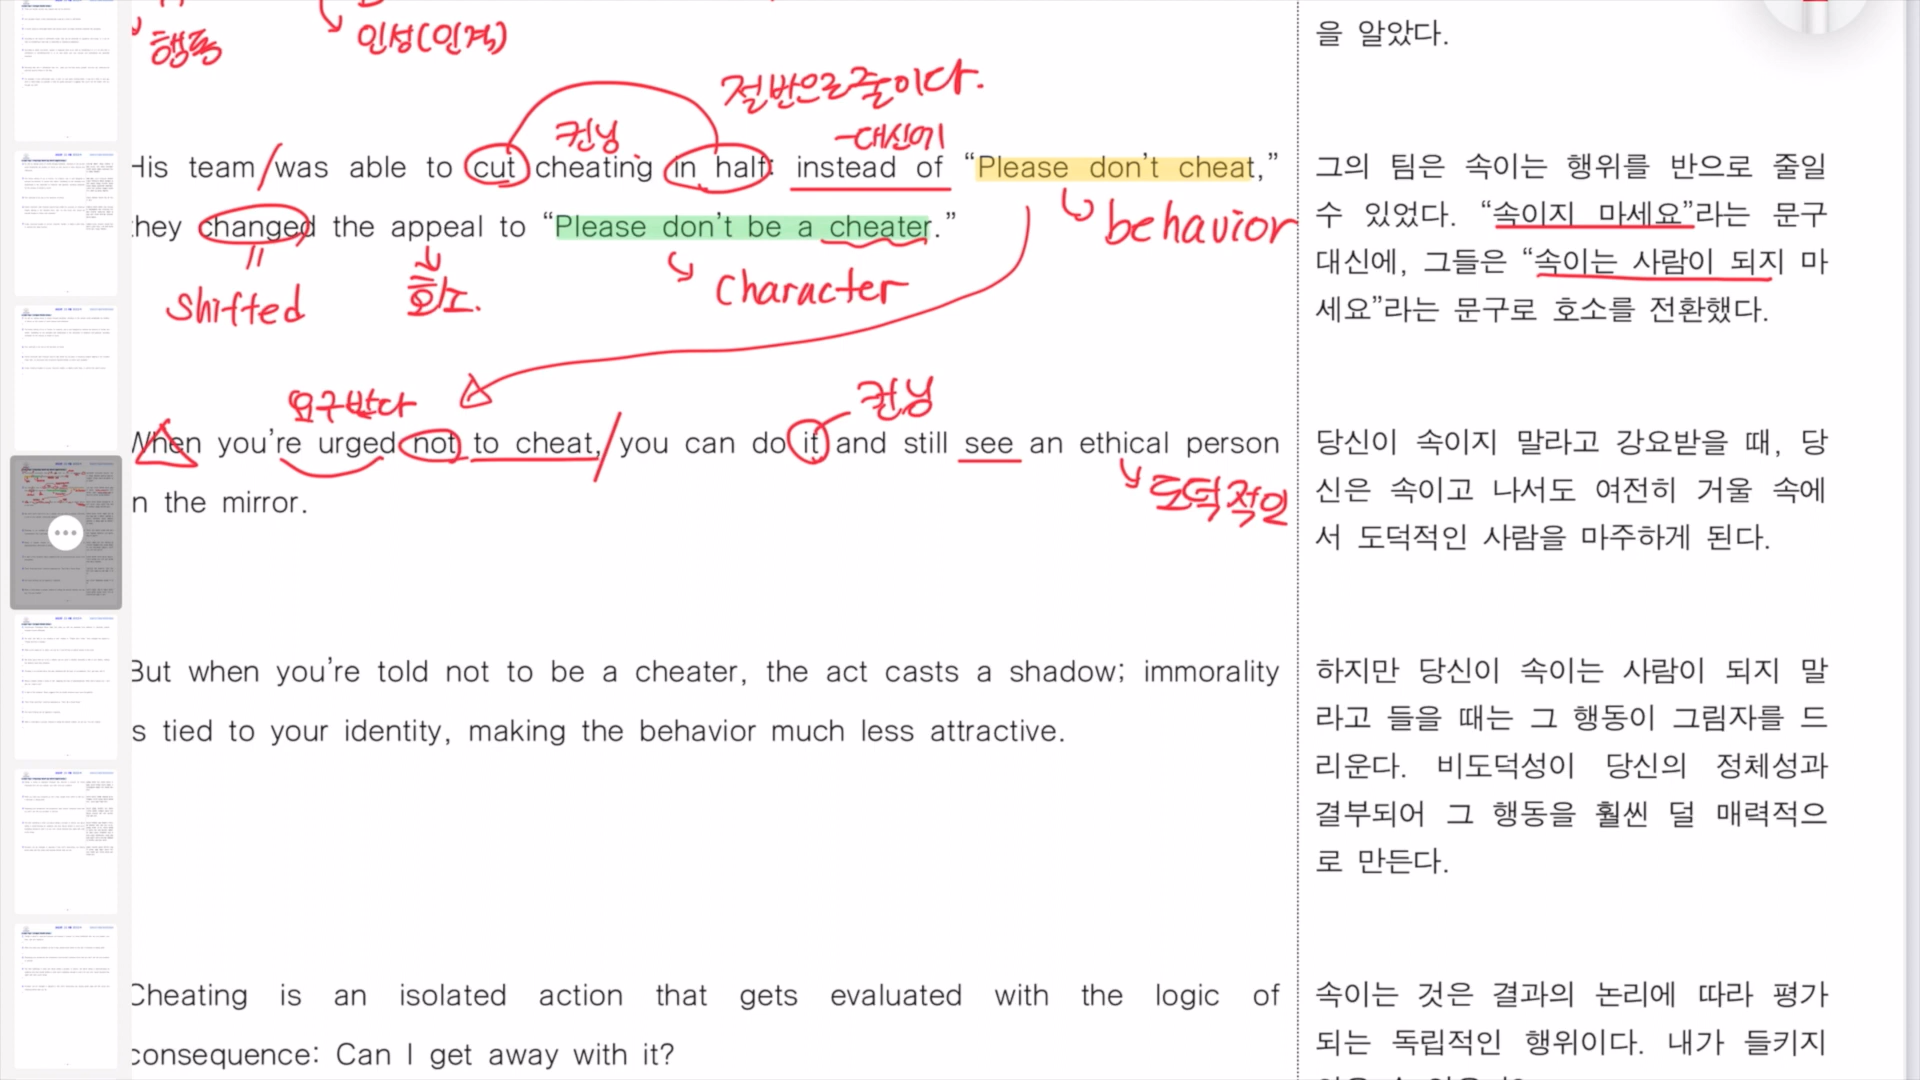 행동
인성(인격)
을 알았다.
절반으로 줄이다.
컨닝
-대신에
His team was able to cut cheating in half: instead of “Please don’t cheat,”
they changed the appeal to “Please don’t be a cheater.”
behavior
shifted
호소.
character
그의 팀은 속이는 행위를 반으로 줄일
수 있었다. “속이지 마세요”라는 문구
대신에, 그들은 “속이는 사람이 되지 마
세요”라는 문구로 호소를 전환했다.
요구받다
컨닝
When you’re urged not to cheat, you can do it and still see an ethical person
n the mirror.
도덕적인
당신이 속이지 말라고 강요받을 때, 당
신은 속이고 나서도 여전히 거울 속에
서 도덕적인 사람을 마주하게 된다.
But when you’re told not to be a cheater, the act casts a shadow; immorality
s tied to your identity, making the behavior much less attractive.
하지만 당신이 속이는 사람이 되지 말
라고 들을 때는 그 행동이 그림자를 드
리운다. 비도덕성이 당신의 정체성과
결부되어 그 행동을 훨씬 덜 매력적으
로 만든다.
Cheating is an isolated action that gets evaluated with the logic of
consequence: Can I get away with it?
속이는 것은 결과의 논리에 따라 평가
되는 독립적인 행위이다. 내가 들키지